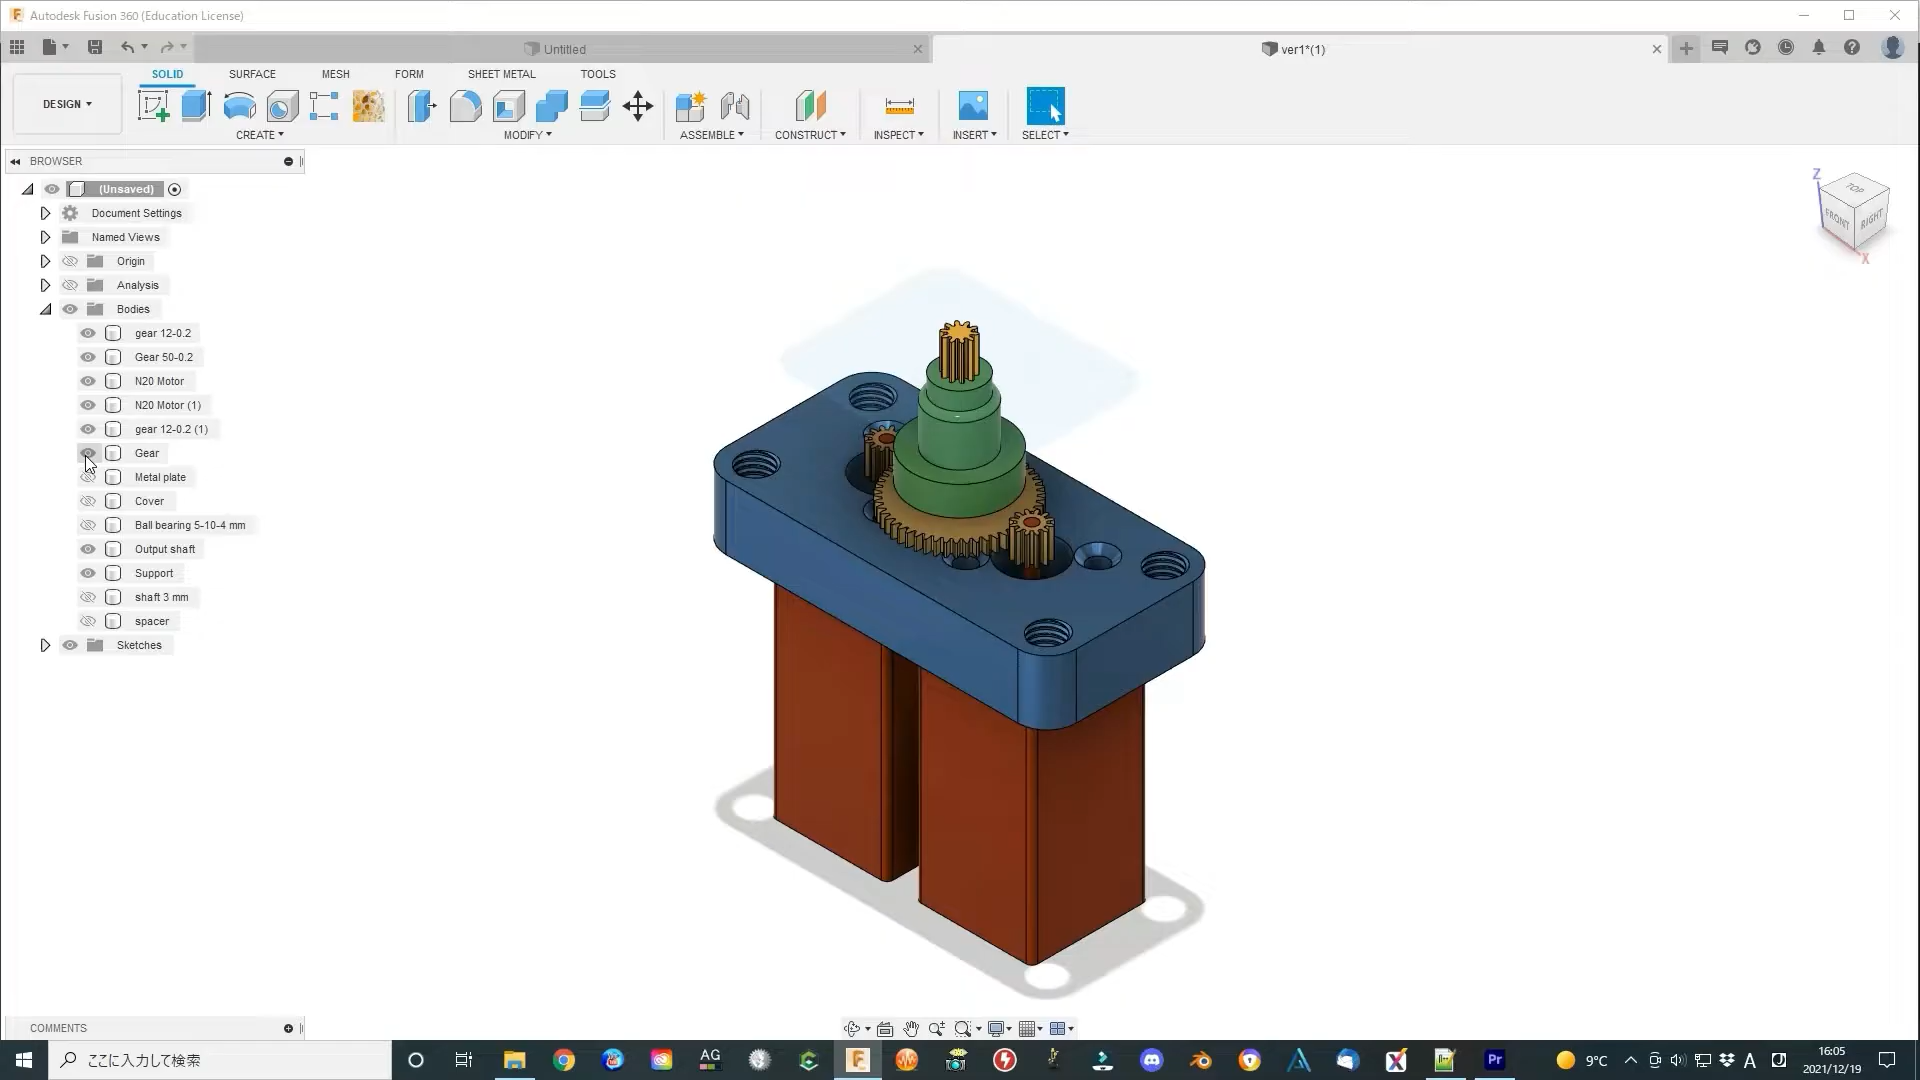 Autodesk Fusion 360 (Education License)
Untitled
ver1*(1)
DESIGN
SOLID SURFACE MESH FORM SHEET METAL TOOLS
CREATE MODIFY ASSEMBLE CONSTRUCT INSPECT INSERT SELECT
BROWSER
(Unsaved)
Document Settings
Named Views
Origin
Analysis
Bodies
gear 12-0.2
Gear 50-0.2
N20 Motor
N20 Motor (1)
gear 12-0.2 (1)
Gear
Metal plate
Cover
Ball bearing 5-10-4 mm
Output shaft
Support
shaft 3 mm
spacer
Sketches
Z
TOP
FRONT
RIGHT
X
COMMENTS
ここに入力して検索
AG
F
Pr
9°C
A
16:05
2021/12/19